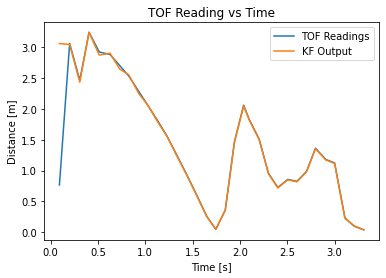 TOF Reading vs Time
TOF Readings
KF Output
Distance [m]
3.0
2.5
2.0
1.5
1.0
0.5
0.0
0.0 0.5 1.0 1.5 2.0 2.5 3.0
Time [s]